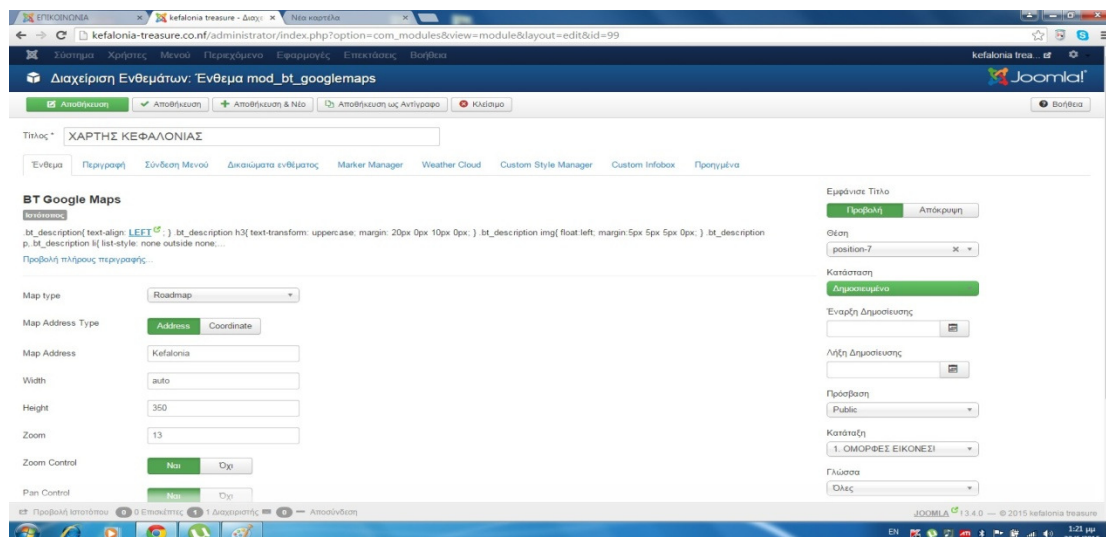 ΕΠΙΚΟΙΝΩΝΙΑ
kefalonia treasure - Διαχε
Νέα καρτέλα
kefalonia-treasure.co.nf/administrator/index.php?option=com_modules&view=module&layout=edit&id=99
Σύστημα Χρήστες Μενού Περιεχόμενο Εφαρμογές Επεκτάσεις Βοήθεια
kefalonia trea...
Διαχείριση Ενθεμάτων: Ένθεμα mod_bt_googlemaps
Joomla!
Αποθήκευση
Αποθήκευση
Αποθήκευση & Νέο
Αποθήκευση ως Αντίγραφο
Κλείσιμο
Βοήθεια
Τίτλος *
ΧΑΡΤΗΣ ΚΕΦΑΛΟΝΙΑΣ
Ένθεμα Περιγραφή Σύνδεση Μενού Δικαιώματα ενθέματος Marker Manager Weather Cloud Custom Style Manager Custom Infobox Προηγμένα
BT Google Maps
Ιστότοπος
.bt_description{ text-align: LEFT ; } .bt_description h3{ text-transform: uppercase; margin: 20px 0px 10px 0px; } .bt_description img{ float:left; margin:5px 5px 5px 0px; } .bt_description
p,.bt_description li{ list-style: none outside none;...
Προβολή πλήρους περιγραφής...
Map type
Roadmap
Map Address Type
Address Coordinate
Map Address
Kefalonia
Width
auto
Height
350
Zoom
13
Zoom Control
Ναι Όχι
Pan Control
Ναι Όχι
Εμφάνισε Τίτλο
Προβολή Απόκρυψη
Θέση
position-7
Κατάσταση
Δημοσιευμένο
Έναρξη Δημοσίευσης
Λήξη Δημοσίευσης
Πρόσβαση
Public
Κατάταξη
1. ΟΜΟΡΦΕΣ ΕΙΚΟΝΕΣ!
Γλώσσα
Όλες
Προβολή Ιστοτόπου 0 0 Επισκέπτες 1 1 Διαχειριστής 0 Αποσύνδεση
JOOMLA 13.4.0 — © 2015 kefalonia treasure
EN
1:21 μμ